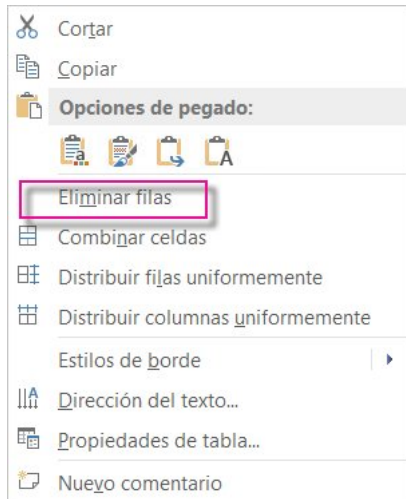 Cortar
Copiar
Opciones de pegado:
Eliminar filas
Combinar celdas
Distribuir filas uniformemente
Distribuir columnas uniformemente
Estilos de borde
Dirección del texto...
Propiedades de tabla...
Nuevo comentario